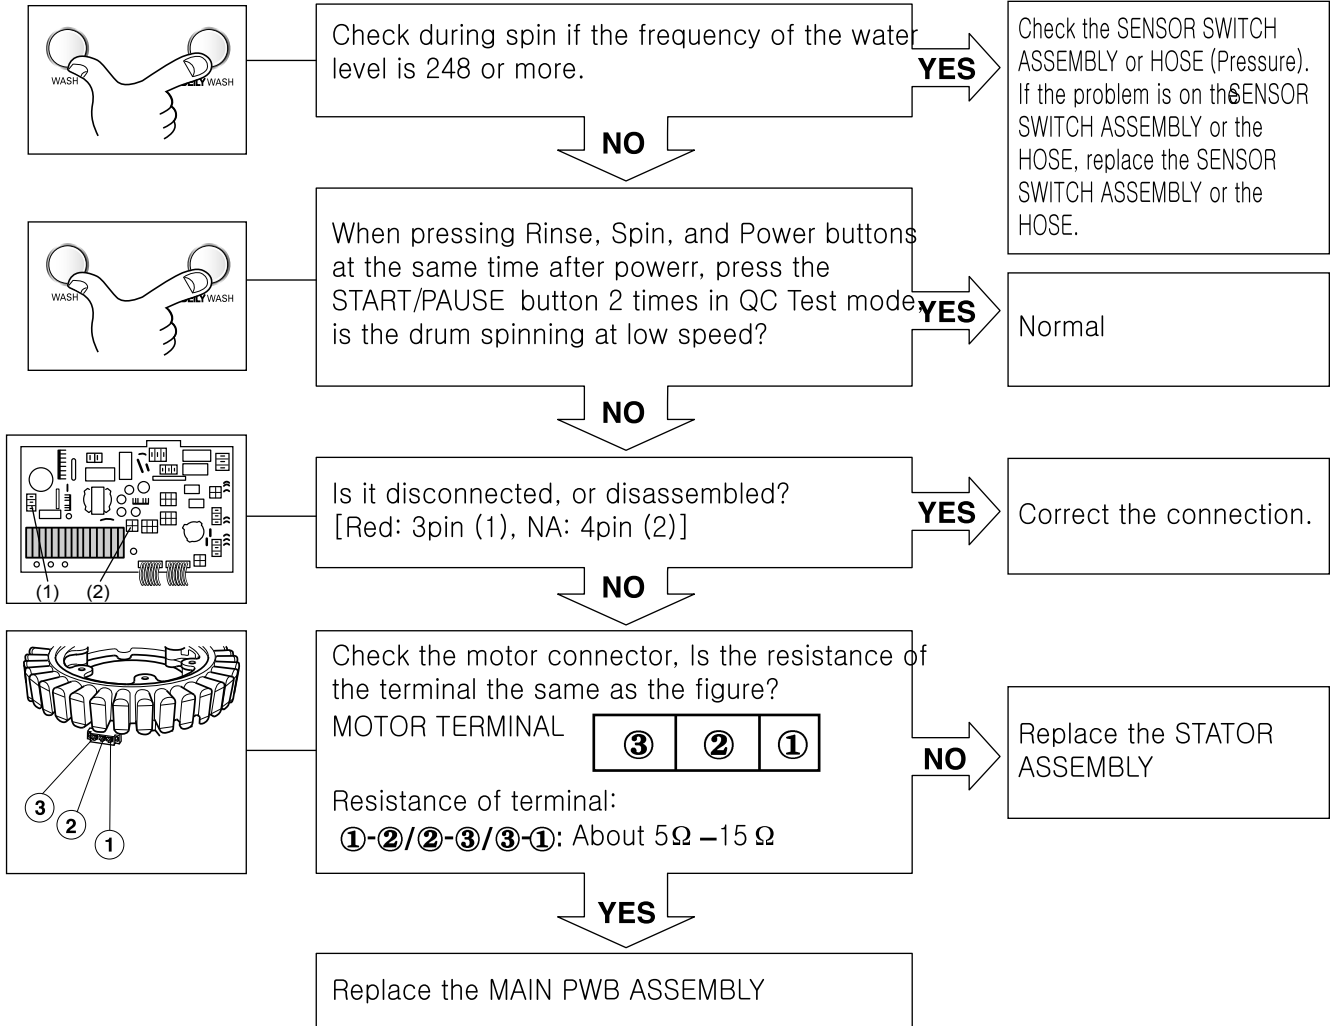 WASH
DAILY WASH
Check during spin if the frequency of the water
level is 248 or more.
YES
Check the SENSOR SWITCH
ASSEMBLY or HOSE (Pressure).
If the problem is on the SENSOR
SWITCH ASSEMBLY or the
HOSE, replace the SENSOR
SWITCH ASSEMBLY or the
HOSE.
NO
WASH
DAILY WASH
When pressing Rinse, Spin, and Power buttons
at the same time after powerr, press the
START/PAUSE button 2 times in QC Test mode,
is the drum spinning at low speed?
YES
Normal
NO
(1) (2)
Is it disconnected, or disassembled?
[Red: 3pin (1), NA: 4pin (2)]
YES
Correct the connection.
NO
3
2
1
Check the motor connector, Is the resistance of
the terminal the same as the figure?
MOTOR TERMINAL
③ ② ①
Resistance of terminal:
①-②/②-③/③-①: About 5Ω –15 Ω
NO
Replace the STATOR
ASSEMBLY
YES
Replace the MAIN PWB ASSEMBLY